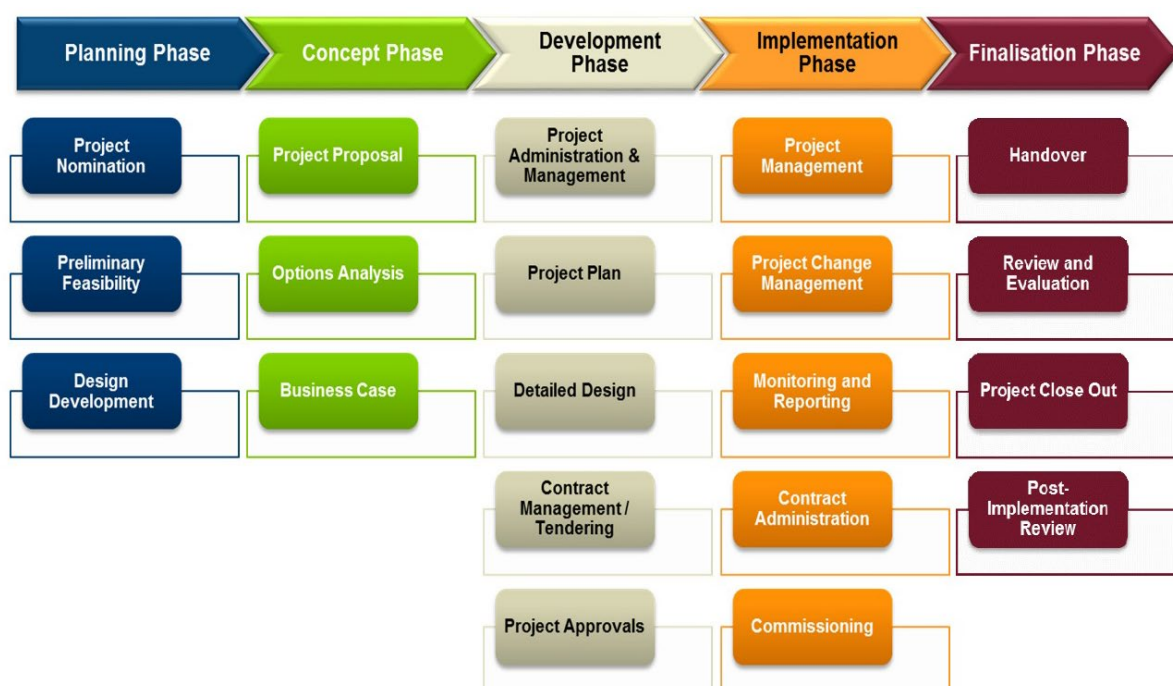 Planning Phase
Concept Phase
Development
Phase
Implementation
Phase
Finalisation Phase
Project
Nomination
Project Proposal
Project
Administration &
Management
Project
Management
Handover
Preliminary
Feasibility
Options Analysis
Project Plan
Project Change
Management
Review and
Evaluation
Design
Development
Business Case
Detailed Design
Monitoring and
Reporting
Project Close Out
Contract
Management /
Tendering
Contract
Administration
Post-
Implementation
Review
Project Approvals
Commissioning